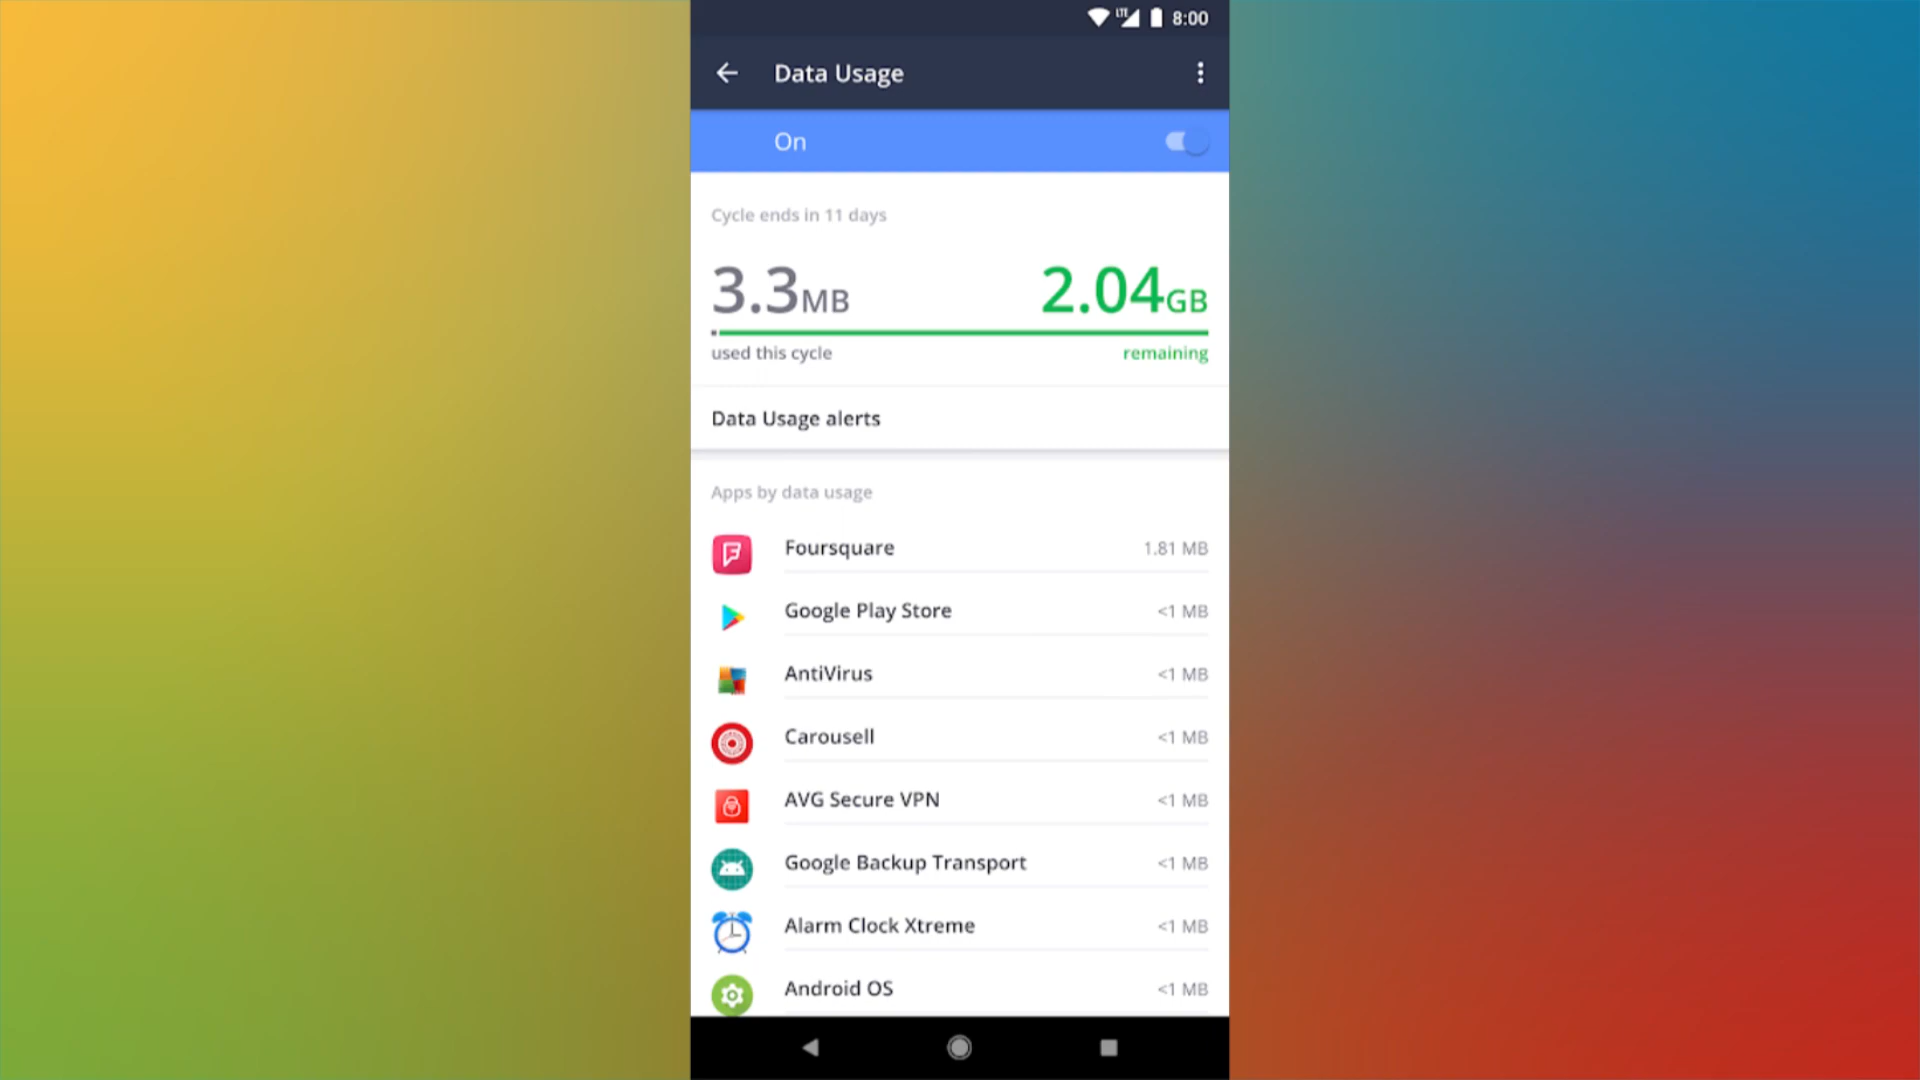 LTE 8:00
Data Usage
On
Cycle ends in 11 days
3.3MB 2.04GB
used this cycle remaining
Data Usage alerts
Apps by data usage
Foursquare 1.81 MB
Google Play Store <1 MB
AntiVirus <1 MB
Carousell <1 MB
AVG Secure VPN <1 MB
Google Backup Transport <1 MB
Alarm Clock Xtreme <1 MB
Android OS <1 MB